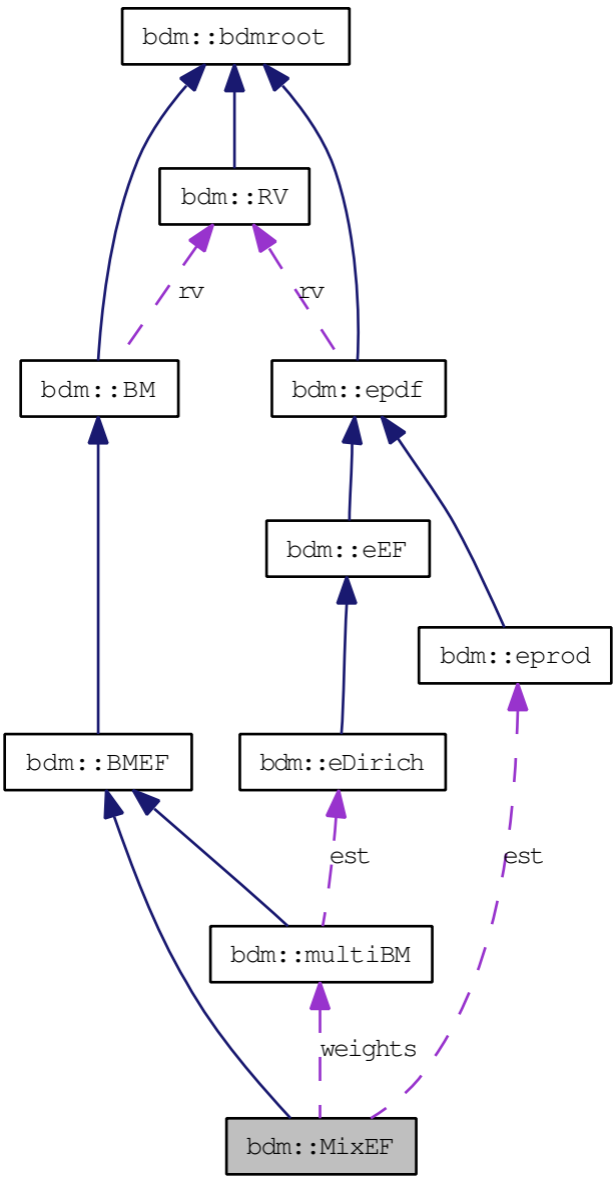 bdm::bdmroot
bdm::RV
rv
rv
bdm::BM
bdm::epdf
bdm::eEF
bdm::eprod
bdm::BMEF
bdm::eDirich
est
est
bdm::multiBM
weights
bdm::MixEF